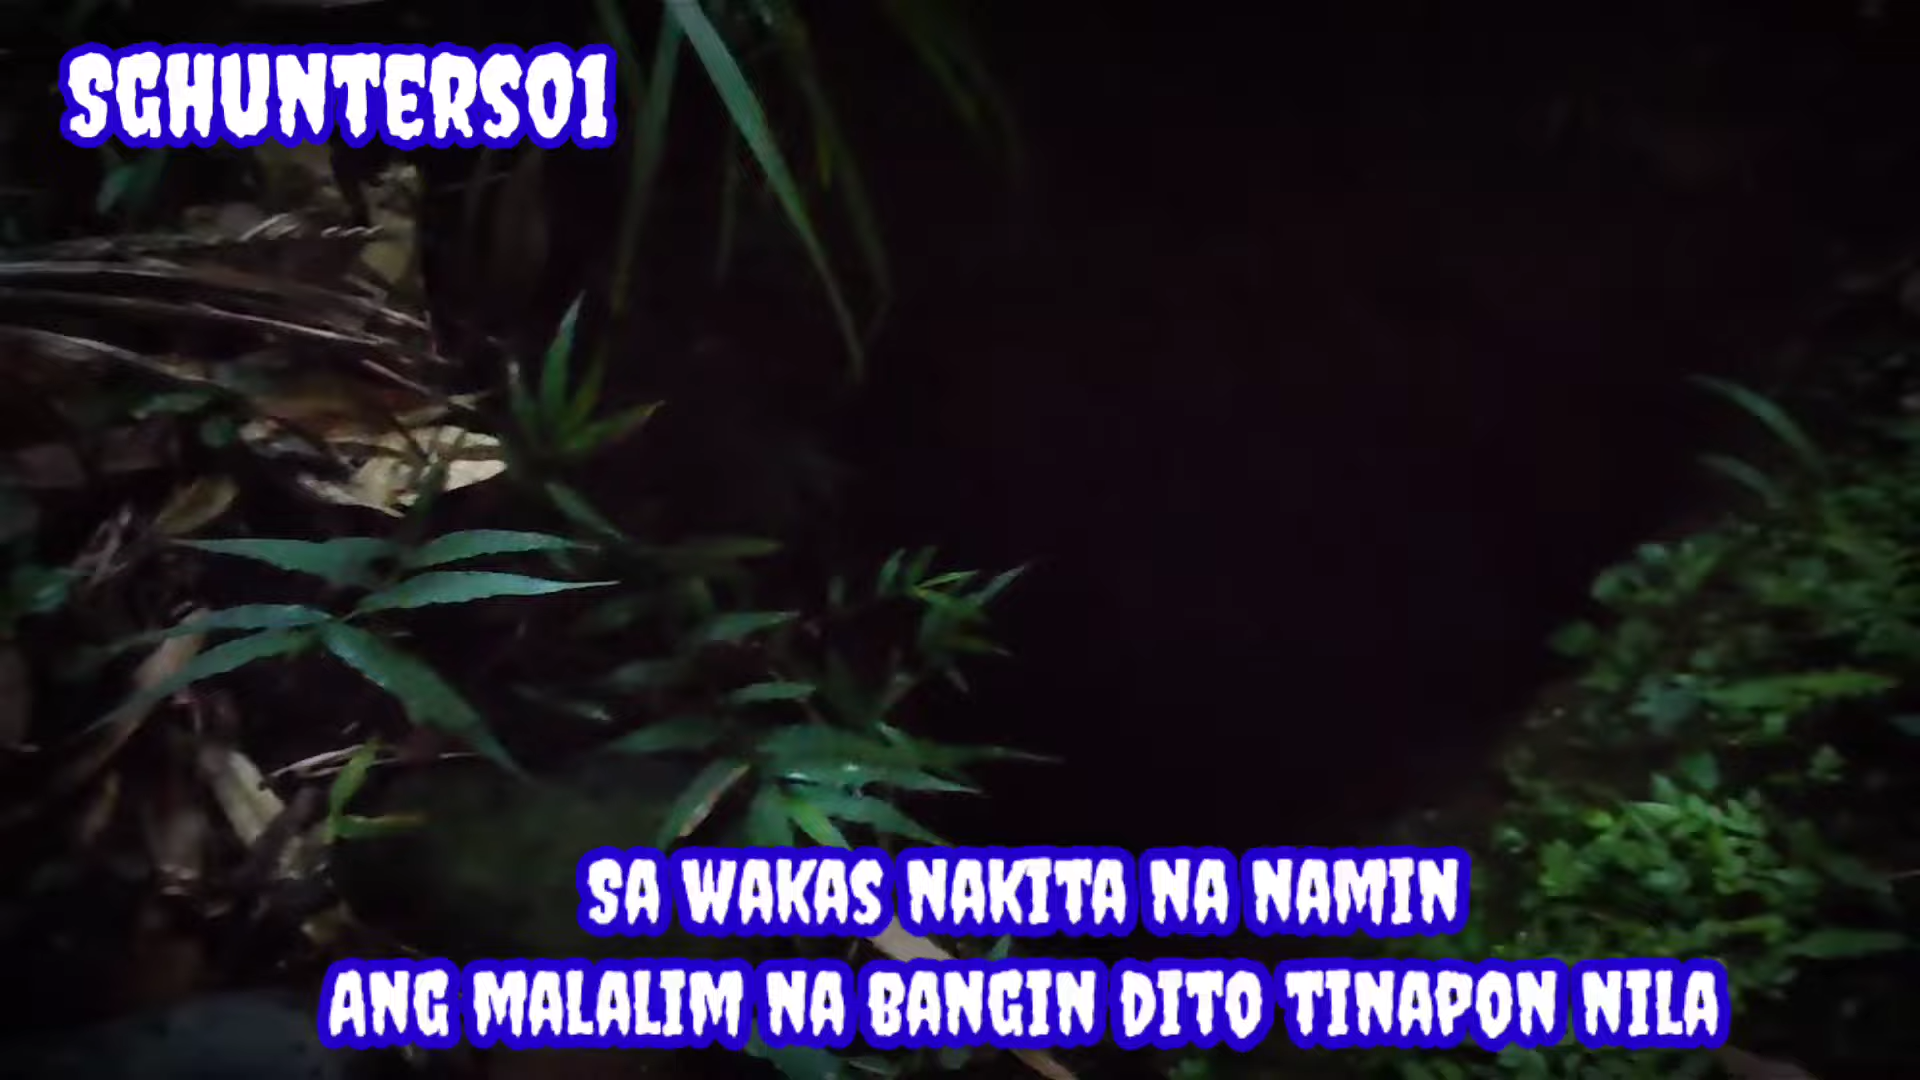 SGHUNTERS01
SA WAKAS NAKITA NA NAMIN
ANG MALALIM NA BANGIN DITO TINAPON NILA